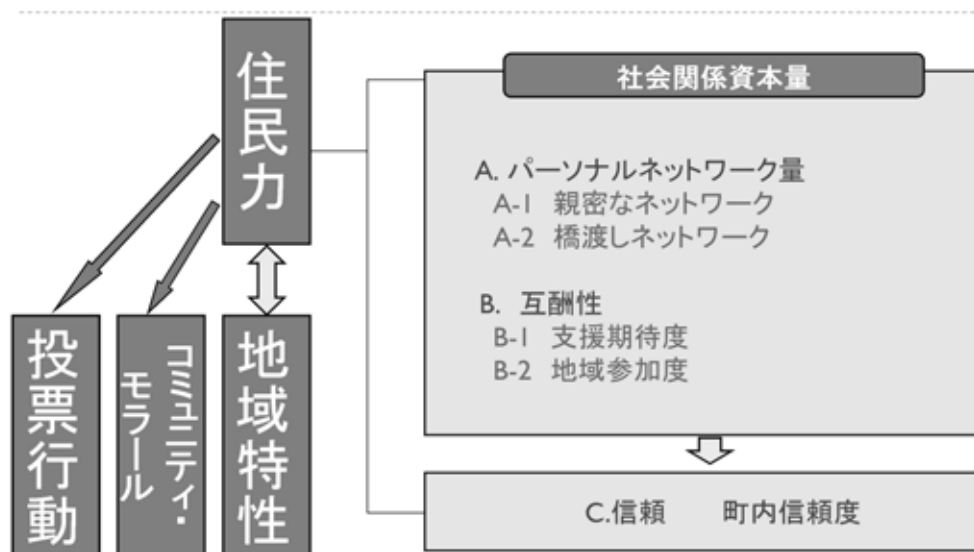 住民力
投票行動
コミュニティ・
モラール
地域特性
社会関係資本量
A. パーソナルネットワーク量
A-1 親密なネットワーク
A-2 橋渡しネットワーク
B. 互酬性
B-1 支援期待度
B-2 地域参加度
C.信頼 町内信頼度